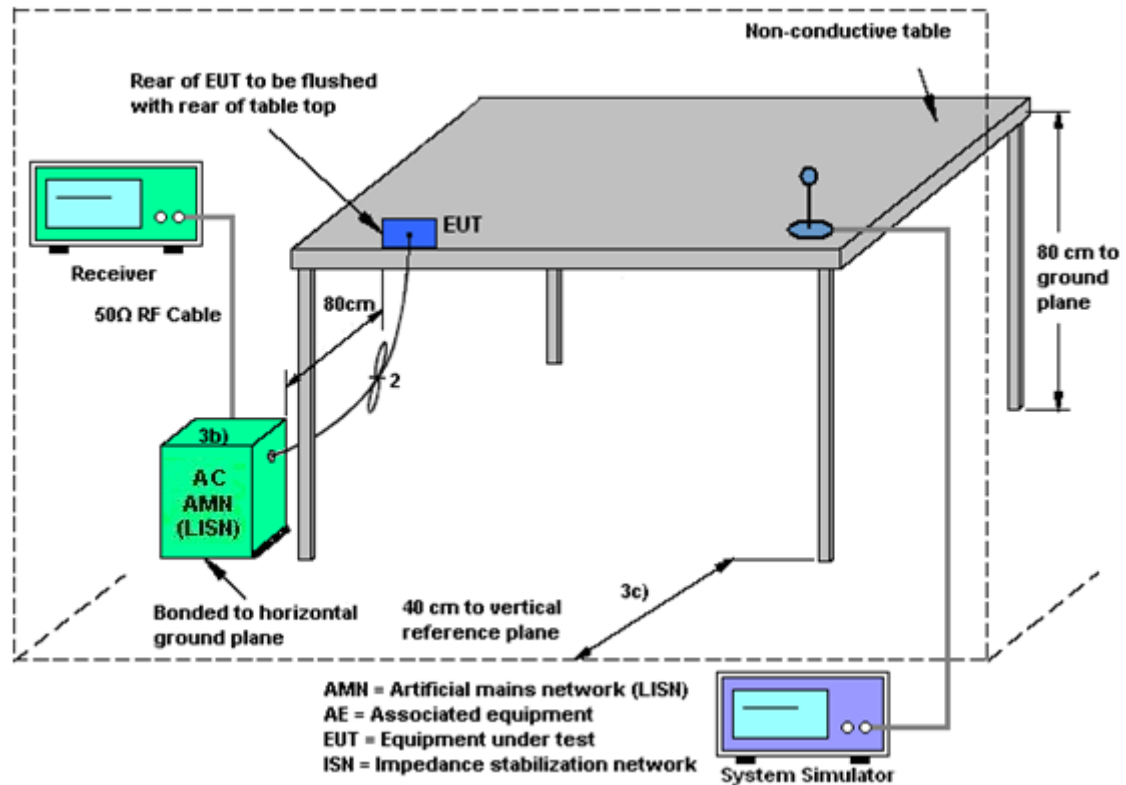 Non-conductive table
Rear of EUT to be flushed
with rear of table top
EUT
Receiver
80cm
80 cm to
ground
plane
50Ω RF Cable
2
3b)
AC
AMN
(LISN)
3c)
Bonded to horizontal
ground plane
40 cm to vertical
reference plane
AMN = Artificial mains network (LISN)
AE = Associated equipment
EUT = Equipment under test
ISN = Impedance stabilization network
System Simulator